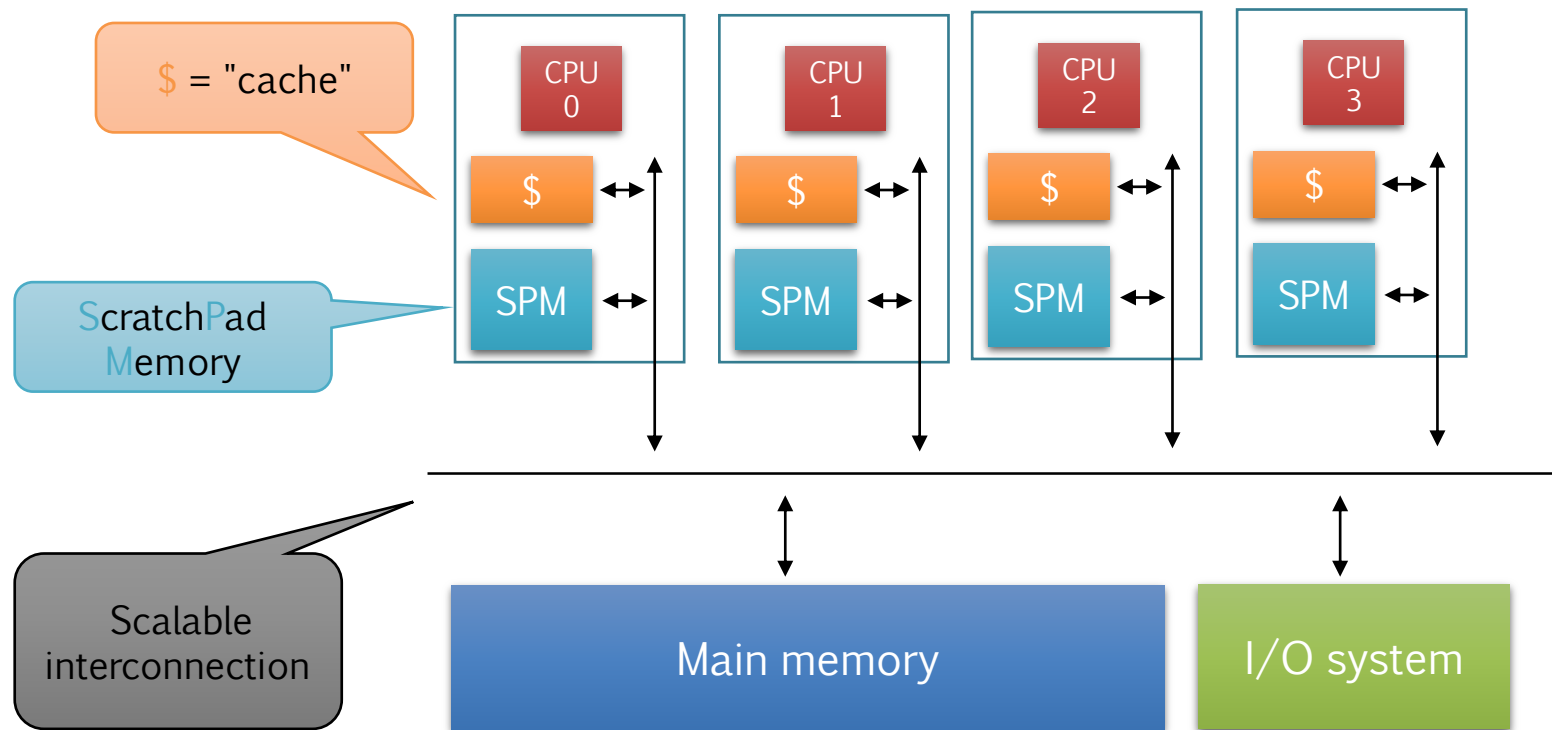 $ = "cache"
CPU
0
CPU
1
CPU
2
CPU
3
$
$
$
$
SPM
SPM
SPM
SPM
ScratchPad
Memory
Scalable
interconnection
Main memory
I/O system